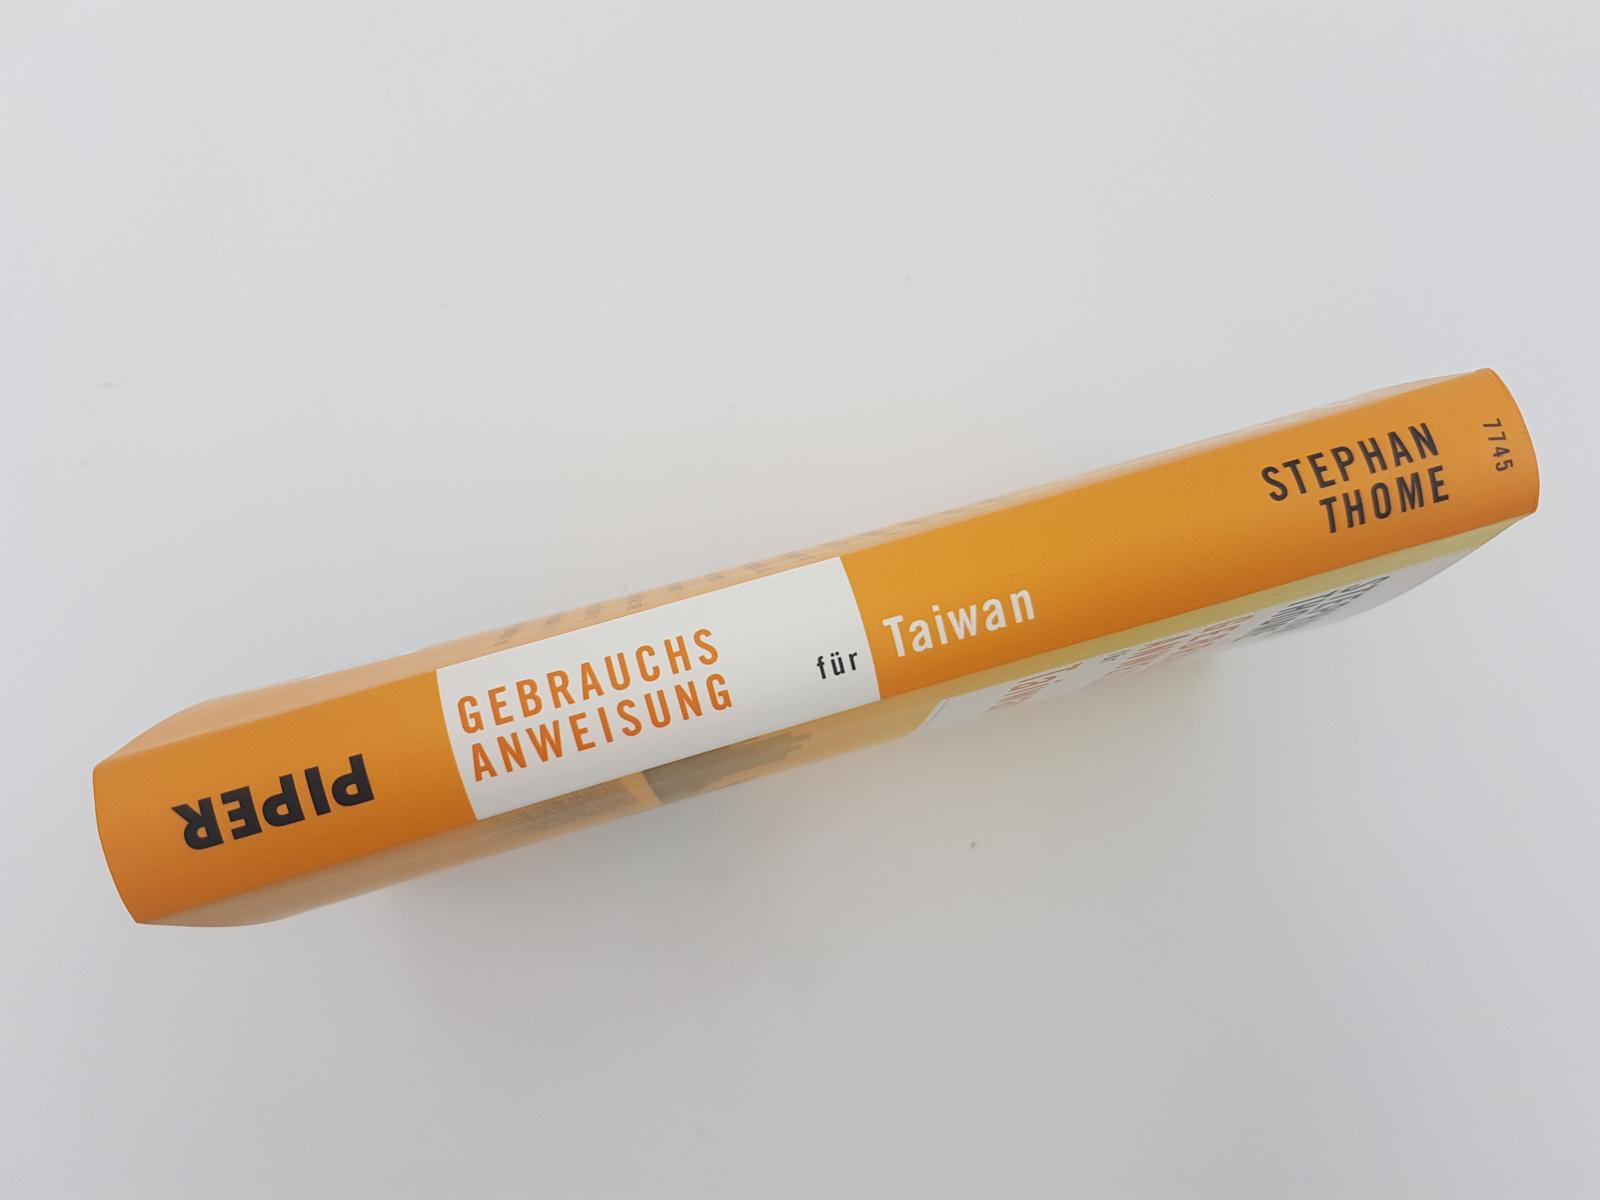 PIPER
GEBRAUCHS
ANWEISUNG
für
Taiwan
STEPHAN
THOME
7745